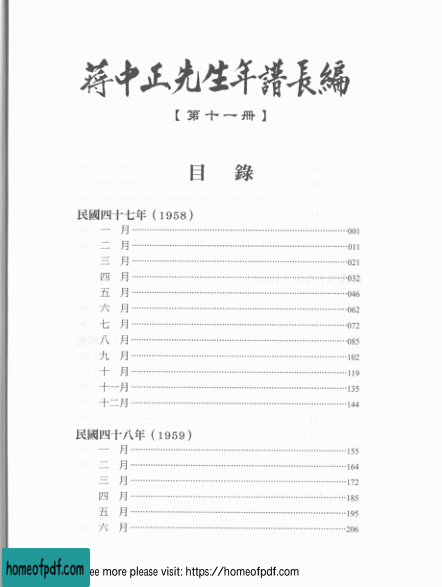 蔣中正先生年譜長編
【第十一冊】
目 錄
民國四十七年（1958）
一 月 001
二 月 011
三 月 021
四 月 032
五 月 046
六 月 062
七 月 072
八 月 085
九 月 102
十 月 119
十一月 135
十二月 144
民國四十八年（1959）
一 月 155
二 月 164
三 月 172
四 月 185
五 月 195
六 月 206
homeofpdf.com
ee more please visit: https://homeofpdf.com